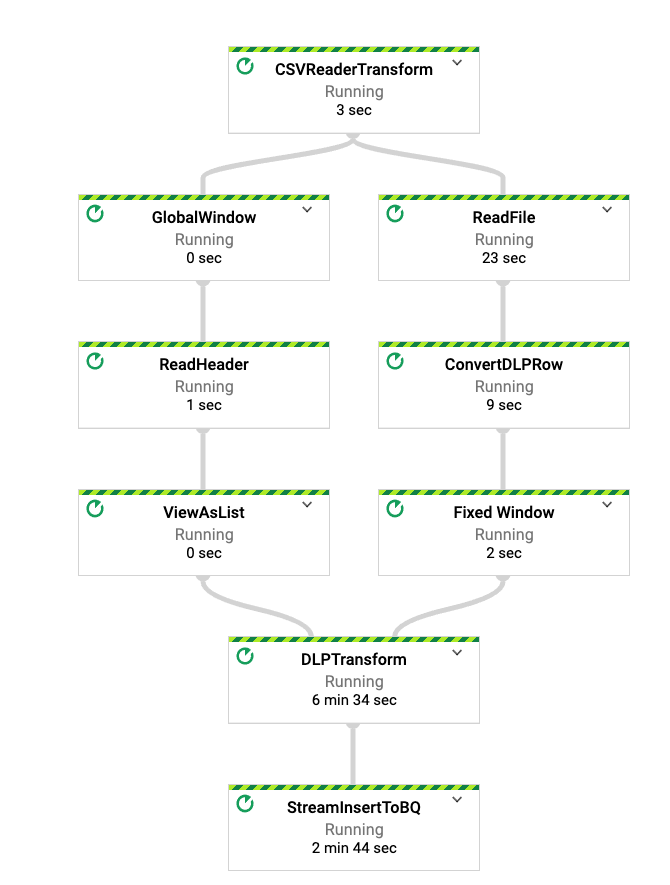 CSVReaderTransform
Running
3 sec
GlobalWindow
Running
0 sec
ReadFile
Running
23 sec
ReadHeader
Running
1 sec
ConvertDLPRow
Running
9 sec
ViewAsList
Running
0 sec
Fixed Window
Running
2 sec
DLPTransform
Running
6 min 34 sec
StreamInsertToBQ
Running
2 min 44 sec